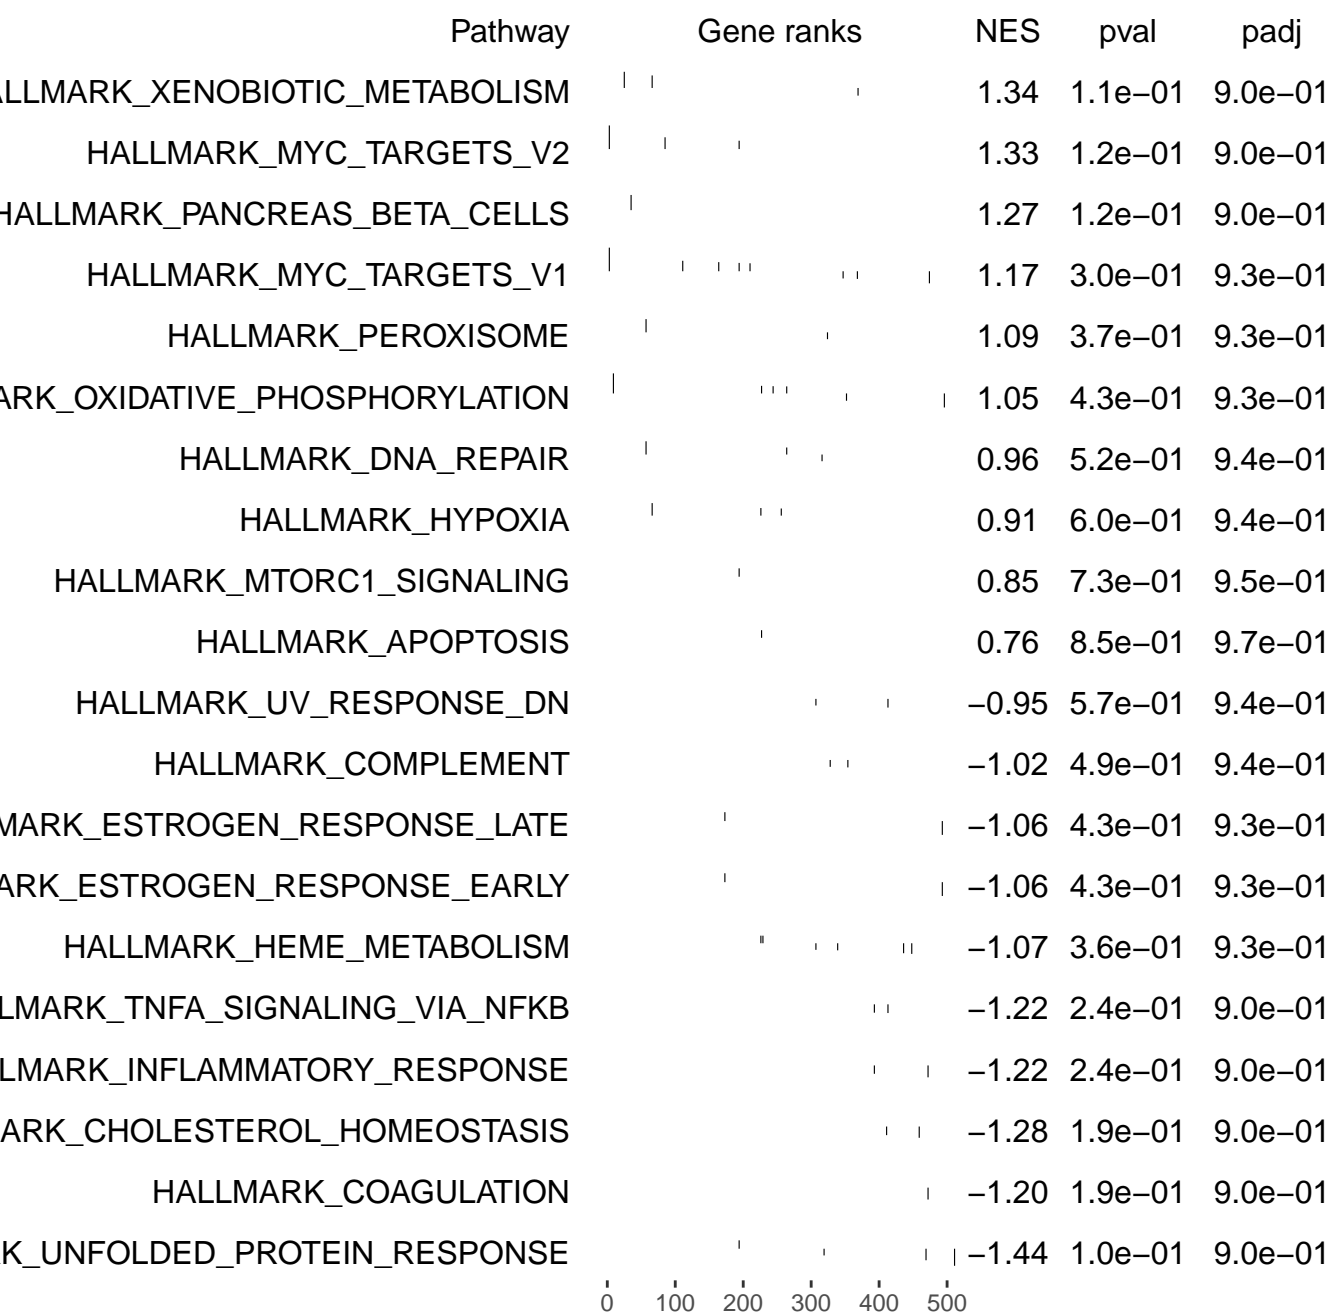 Pathway Gene ranks NES pval padj
ALLMARK_XENOBIOTIC_METABOLISM 1.34 1.1e−01 9.0e−01
HALLMARK_MYC_TARGETS_V2 1.33 1.2e−01 9.0e−01
HALLMARK_PANCREAS_BETA_CELLS 1.27 1.2e−01 9.0e−01
HALLMARK_MYC_TARGETS_V1 1.17 3.0e−01 9.3e−01
HALLMARK_PEROXISOME 1.09 3.7e−01 9.3e−01
ARK_OXIDATIVE_PHOSPHORYLATION 1.05 4.3e−01 9.3e−01
HALLMARK_DNA_REPAIR 0.96 5.2e−01 9.4e−01
HALLMARK_HYPOXIA 0.91 6.0e−01 9.4e−01
HALLMARK_MTORC1_SIGNALING 0.85 7.3e−01 9.5e−01
HALLMARK_APOPTOSIS 0.76 8.5e−01 9.7e−01
HALLMARK_UV_RESPONSE_DN −0.95 5.7e−01 9.4e−01
HALLMARK_COMPLEMENT −1.02 4.9e−01 9.4e−01
MARK_ESTROGEN_RESPONSE_LATE −1.06 4.3e−01 9.3e−01
ARK_ESTROGEN_RESPONSE_EARLY −1.06 4.3e−01 9.3e−01
HALLMARK_HEME_METABOLISM −1.07 3.6e−01 9.3e−01
LMARK_TNFA_SIGNALING_VIA_NFKB −1.22 2.4e−01 9.0e−01
LMARK_INFLAMMATORY_RESPONSE −1.22 2.4e−01 9.0e−01
ARK_CHOLESTEROL_HOMEOSTASIS −1.28 1.9e−01 9.0e−01
HALLMARK_COAGULATION −1.20 1.9e−01 9.0e−01
K_UNFOLDED_PROTEIN_RESPONSE −1.44 1.0e−01 9.0e−01
0 100 200 300 400 500